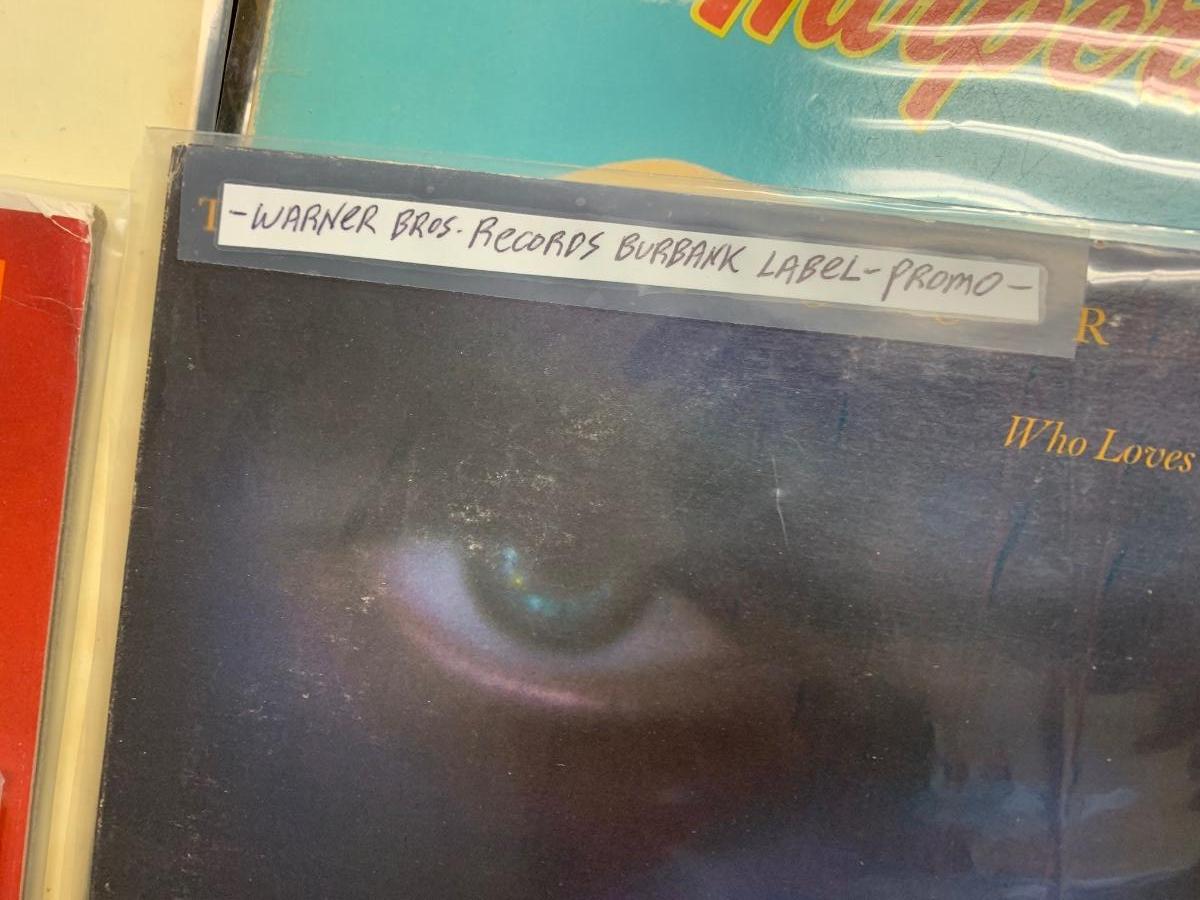 T
-WARNER BROS. RECORDS BURBANK LABEL-PROMO-
R
Who Loves